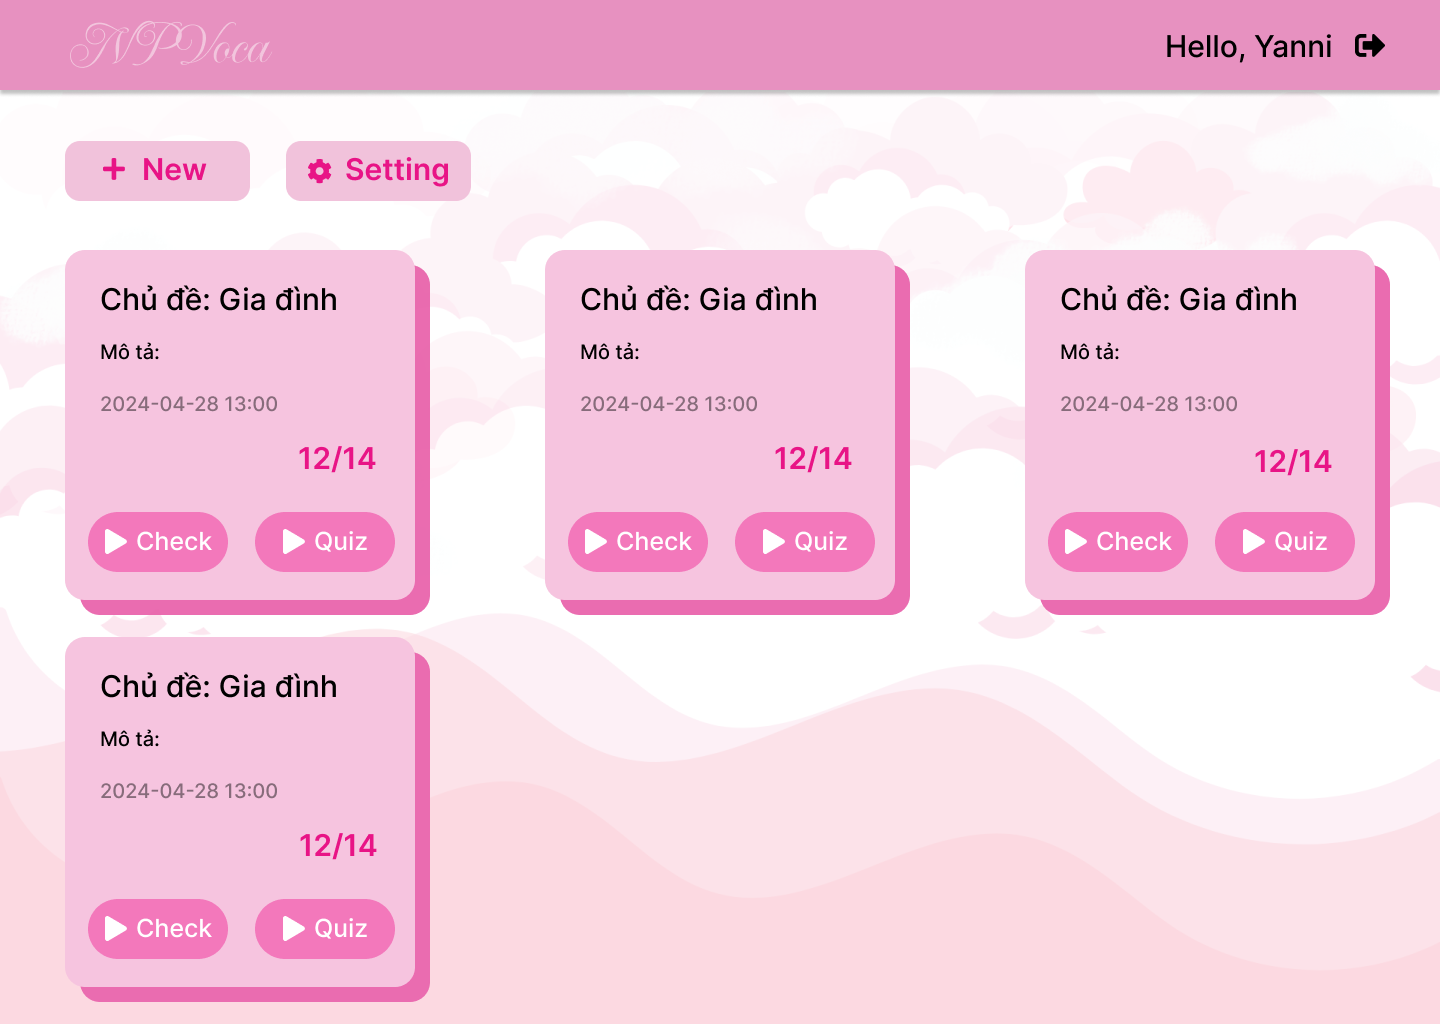 NPVoca
Hello, Yanni
New
Setting
Chủ đề: Gia đình
Mô tả:
2024-04-28 13:00
12/14
Check
Quiz
Chủ đề: Gia đình
Mô tả:
2024-04-28 13:00
12/14
Check
Quiz
Chủ đề: Gia đình
Mô tả:
2024-04-28 13:00
12/14
Check
Quiz
Chủ đề: Gia đình
Mô tả:
2024-04-28 13:00
12/14
Check
Quiz